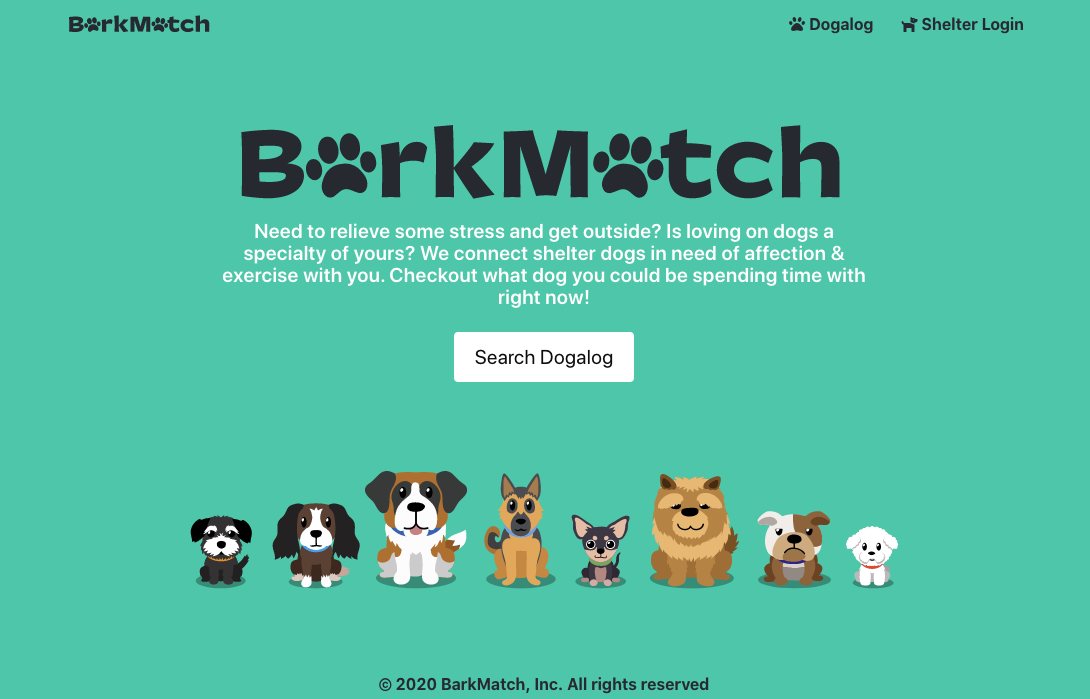 BarkMatch
Dogalog
Shelter Login
BarkMatch
Need to relieve some stress and get outside? Is loving on dogs a
specialty of yours? We connect shelter dogs in need of affection &
exercise with you. Checkout what dog you could be spending time with
right now!
Search Dogalog
© 2020 BarkMatch, Inc. All rights reserved